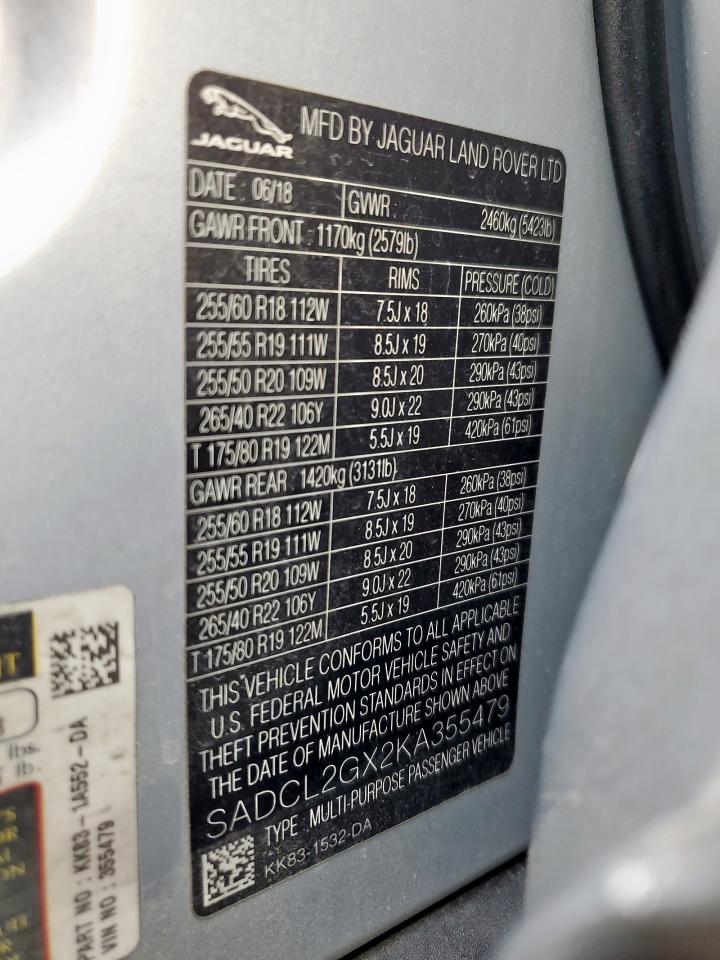 JAGUAR
MFD BY JAGUAR LAND ROVER LTD
DATE : 06/18 GVWR : 2460kg (5423lb)
GAWR FRONT : 1170kg (2579lb)
TIRES RIMS PRESSURE (COLD)
255/60 R18 112W 7.5J x 18 260kPa (38psi)
255/55 R19 111W 8.5J x 19 270kPa (40psi)
255/50 R20 109W 8.5J x 20 290kPa (43psi)
265/40 R22 106Y 9.0J x 22 290kPa (43psi)
T 175/80 R19 122M 5.5J x 19 420kPa (61psi)
GAWR REAR : 1420kg (3131lb)
255/60 R18 112W 7.5J x 18 260kPa (38psi)
255/55 R19 111W 8.5J x 19 270kPa (40psi)
255/50 R20 109W 8.5J x 20 290kPa (43psi)
265/40 R22 106Y 9.0J x 22 290kPa (43psi)
T 175/80 R19 122M 5.5J x 19 420kPa (61psi)
THIS VEHICLE CONFORMS TO ALL APPLICABLE
U.S. FEDERAL MOTOR VEHICLE SAFETY AND
THEFT PREVENTION STANDARDS IN EFFECT ON
THE DATE OF MANUFACTURE SHOWN ABOVE
SADCL2GX2KA355479
TYPE : MULTI-PURPOSE PASSENGER VEHICLE
KK83-1532-DA
lbs.
lb.
PART NO : KK83-1A552-DA
VIN NO : 355479